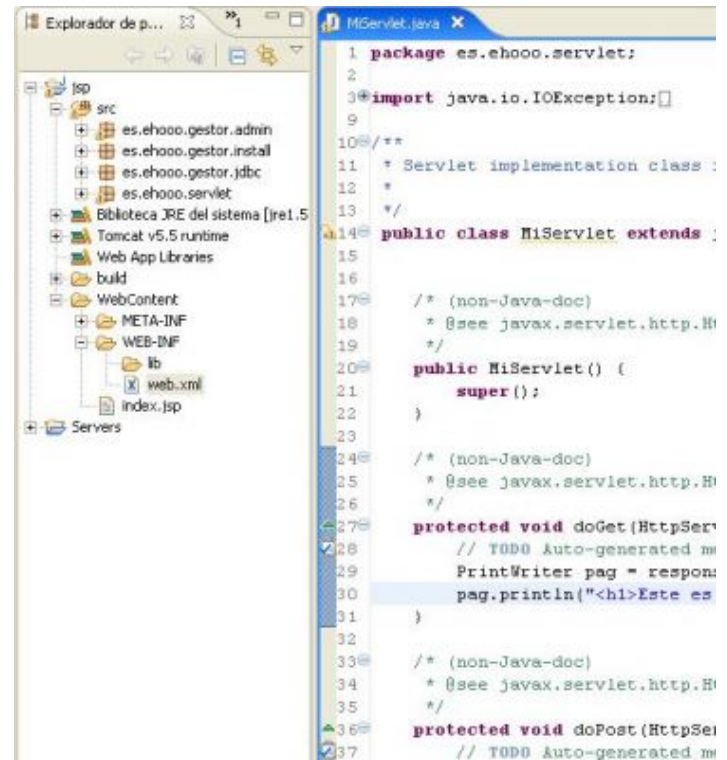 Explorador de p...
»1
jsp
src
es.ehooo.gestor.admin
es.ehooo.gestor.install
es.ehooo.gestor.jdbc
es.ehooo.servlet
Biblioteca JRE del sistema [jre1.5
Tomcat v5.5 runtime
Web App Libraries
build
WebContent
META-INF
WEB-INF
lib
web.xml
index.jsp
Servers
MiServlet.java
1 package es.ehooo.servlet;
2
3 import java.io.IOException;
9
10 /**
11 * Servlet implementation class
12 *
13 */
14 public class MiServlet extends
15
16
17 /* (non-Java-doc)
18 * @see javax.servlet.http.Ht
19 */
20 public MiServlet() {
21 super();
22 }
23
24 /* (non-Java-doc)
25 * @see javax.servlet.http.Ht
26 */
27 protected void doGet(HttpServ
28 // TODO Auto-generated me
29 PrintWriter pag = respons
30 pag.println("<h1>Este es
31 }
32
33 /* (non-Java-doc)
34 * @see javax.servlet.http.Ht
35 */
36 protected void doPost(HttpSer
37 // TODO Auto-generated me